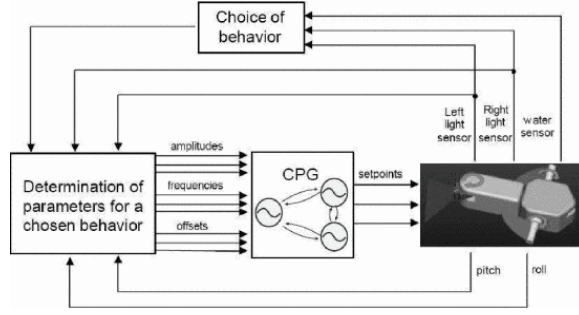 Choice of
behavior
Left
light
sensor
Right
light
sensor
water
sensor
amplitudes
CPG
setpoints
Determination of
parameters for a
chosen behavior
frequencies
offsets
pitch
roll